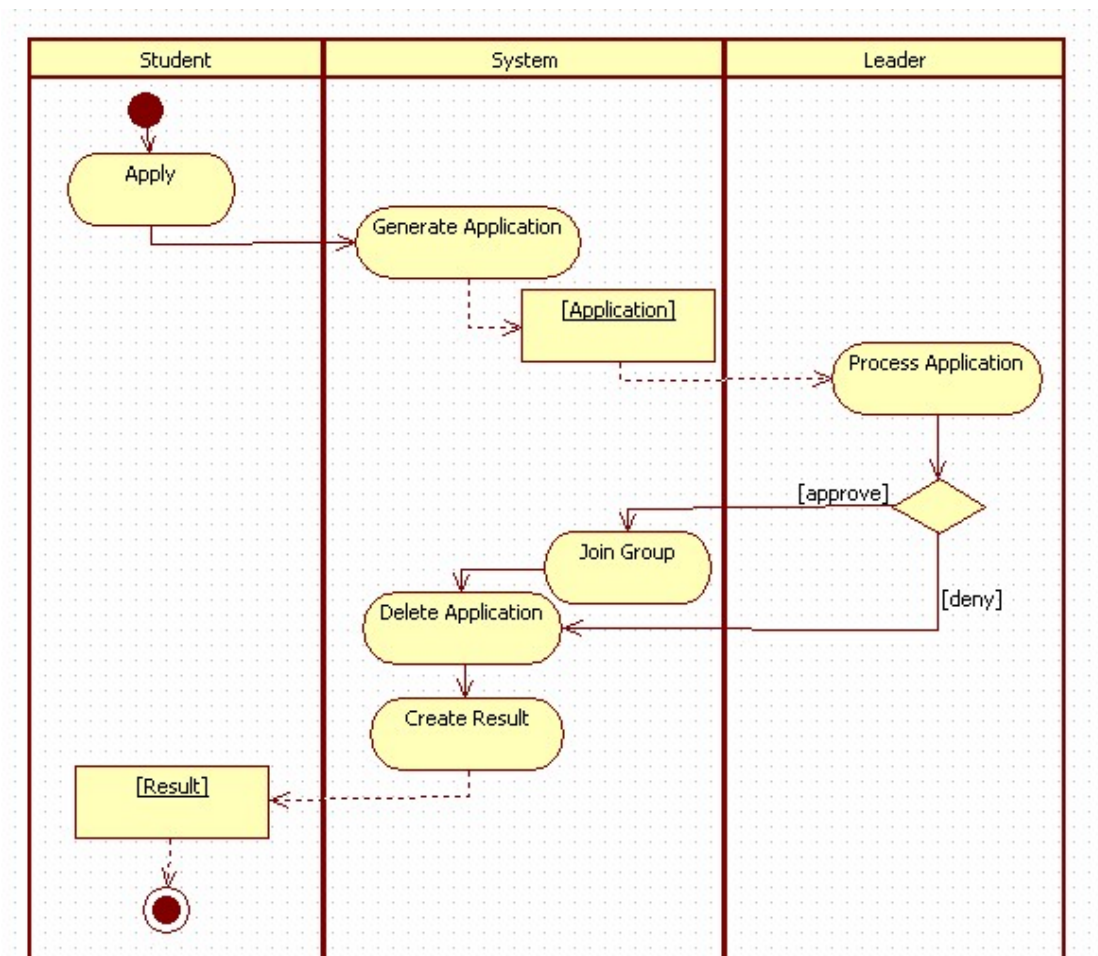 Student
System
Leader
Apply
Generate Application
[Application]
Process Application
[approve]
Join Group
[deny]
Delete Application
Create Result
[Result]